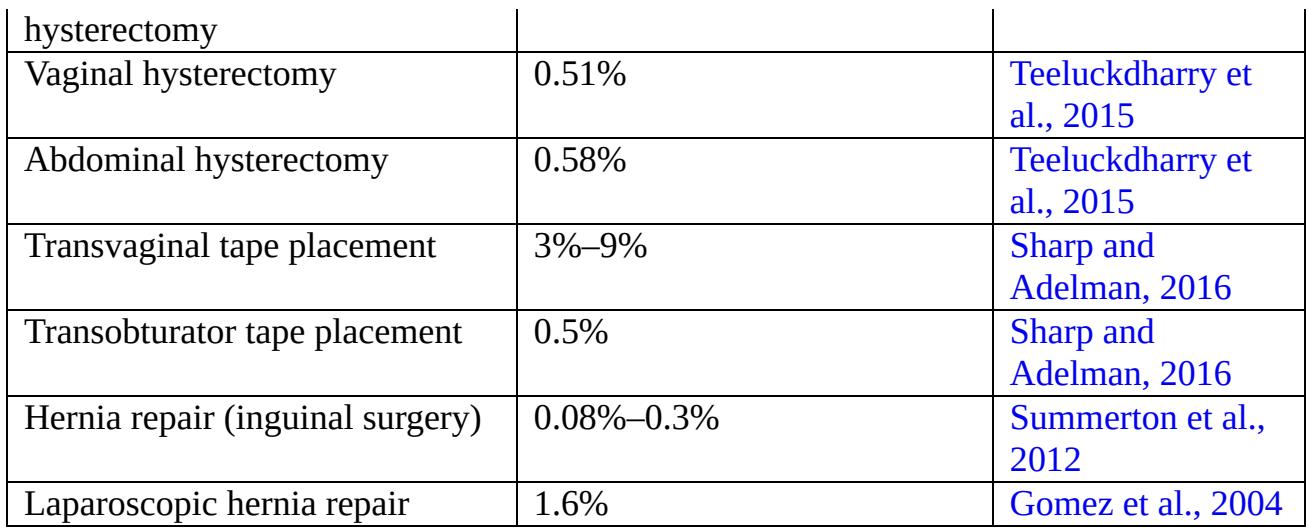 hysterectomy
Vaginal hysterectomy 0.51% Teeluckdharry et
al., 2015
Abdominal hysterectomy 0.58% Teeluckdharry et
al., 2015
Transvaginal tape placement 3%–9% Sharp and
Adelman, 2016
Transobturator tape placement 0.5% Sharp and
Adelman, 2016
Hernia repair (inguinal surgery) 0.08%–0.3% Summerton et al.,
2012
Laparoscopic hernia repair 1.6% Gomez et al., 2004